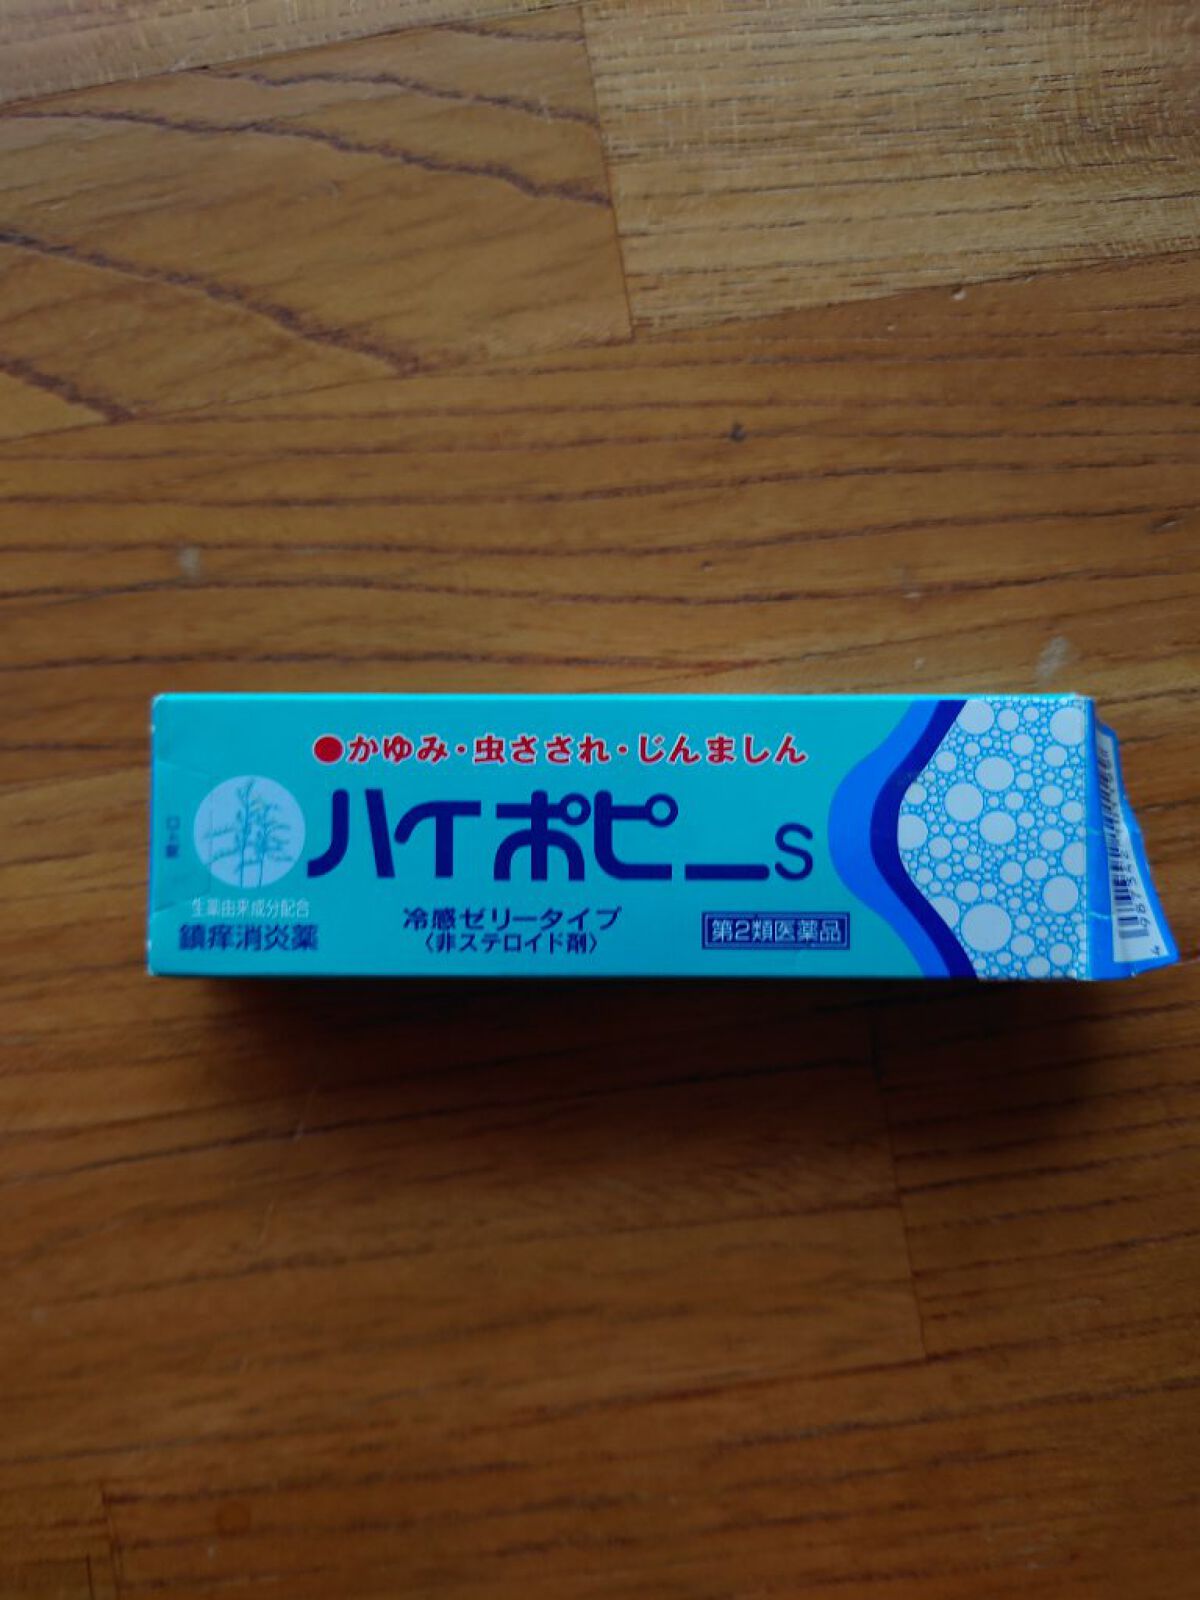 ●かゆみ・虫さされ・じんましん
ハイポピーS
生薬由来成分配合
鎮痒消炎薬
冷感ゼリータイプ
〈非ステロイド剤〉
第2類医薬品